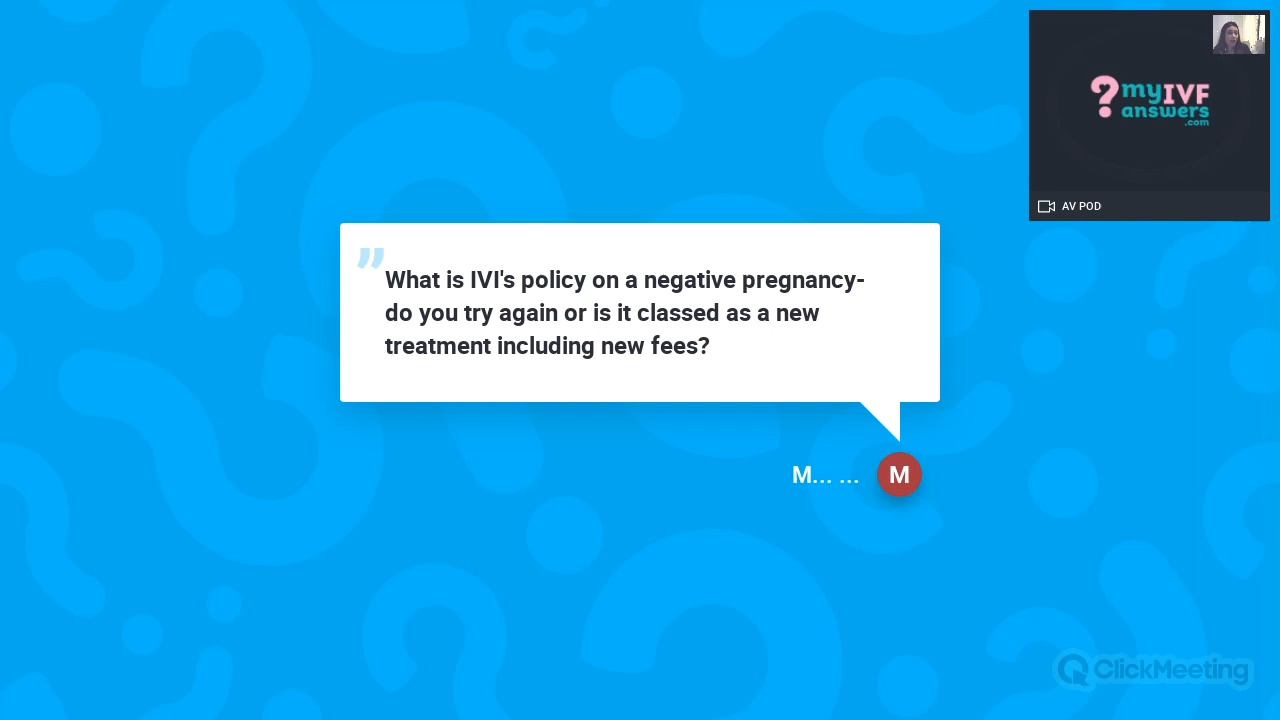 ?myIVF
answers
.com
AV POD
"
What is IVI's policy on a negative pregnancy-
do you try again or is it classed as a new
treatment including new fees?
M... ...
M
ClickMeeting